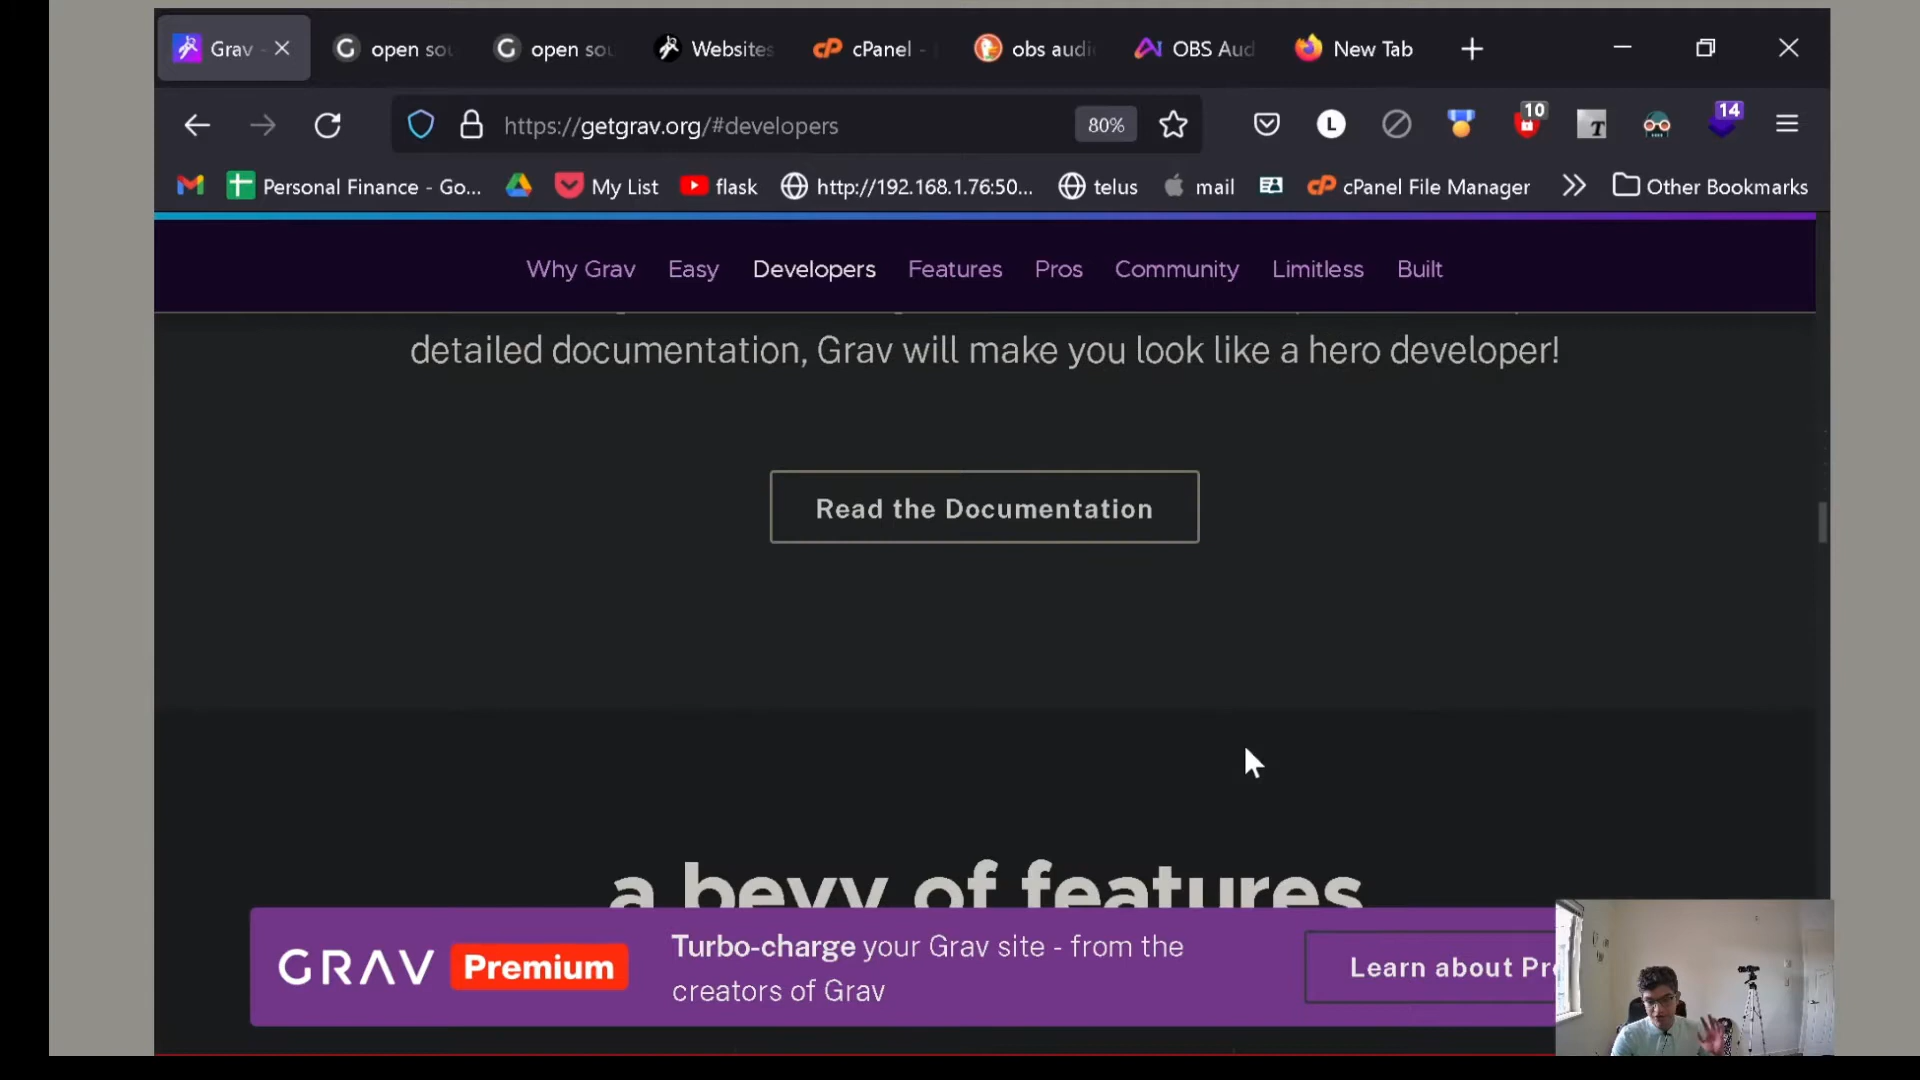 Grav
open sou
open sou
Websites
cPanel -
obs audi
OBS Aud
New Tab
https://getgrav.org/#developers
80%
L
10
T
14
Personal Finance - Go...
My List
flask
http://192.168.1.76:50...
telus
mail
cPanel File Manager
Other Bookmarks
Why Grav
Easy
Developers
Features
Pros
Community
Limitless
Built
detailed documentation, Grav will make you look like a hero developer!
Read the Documentation
a bevy of features
GRAV Premium
Turbo-charge your Grav site - from the
creators of Grav
Learn about Pr